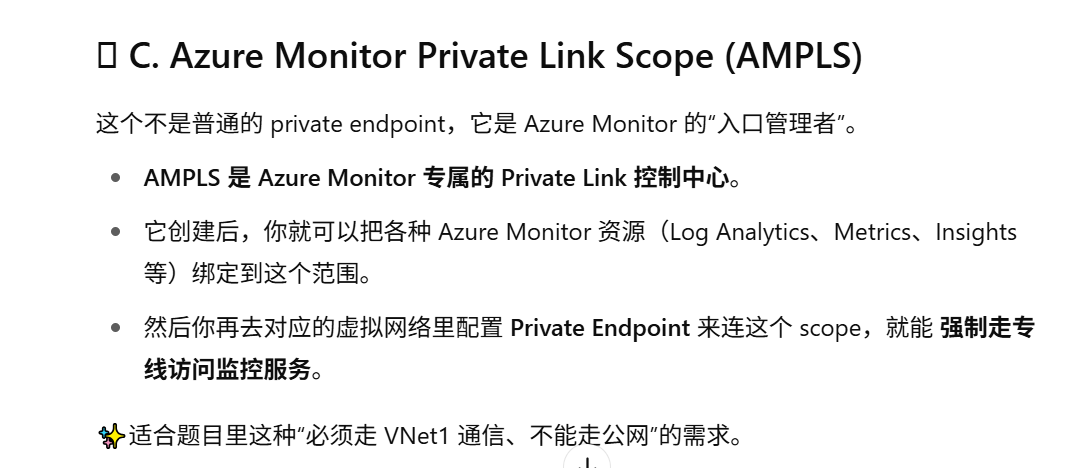 C. Azure Monitor Private Link Scope (AMPLS)
这个不是普通的 private endpoint，它是 Azure Monitor 的“入口管理者”。
AMPLS 是 Azure Monitor 专属的 Private Link 控制中心。
它创建后，你就可以把各种 Azure Monitor 资源（Log Analytics、Metrics、Insights
等）绑定到这个范围。
然后你再去对应的虚拟网络里配置 Private Endpoint 来连这个 scope，就能 强制走专
线访问监控服务。
✨适合题目里这种“必须走 VNet1 通信、不能走公网”的需求。